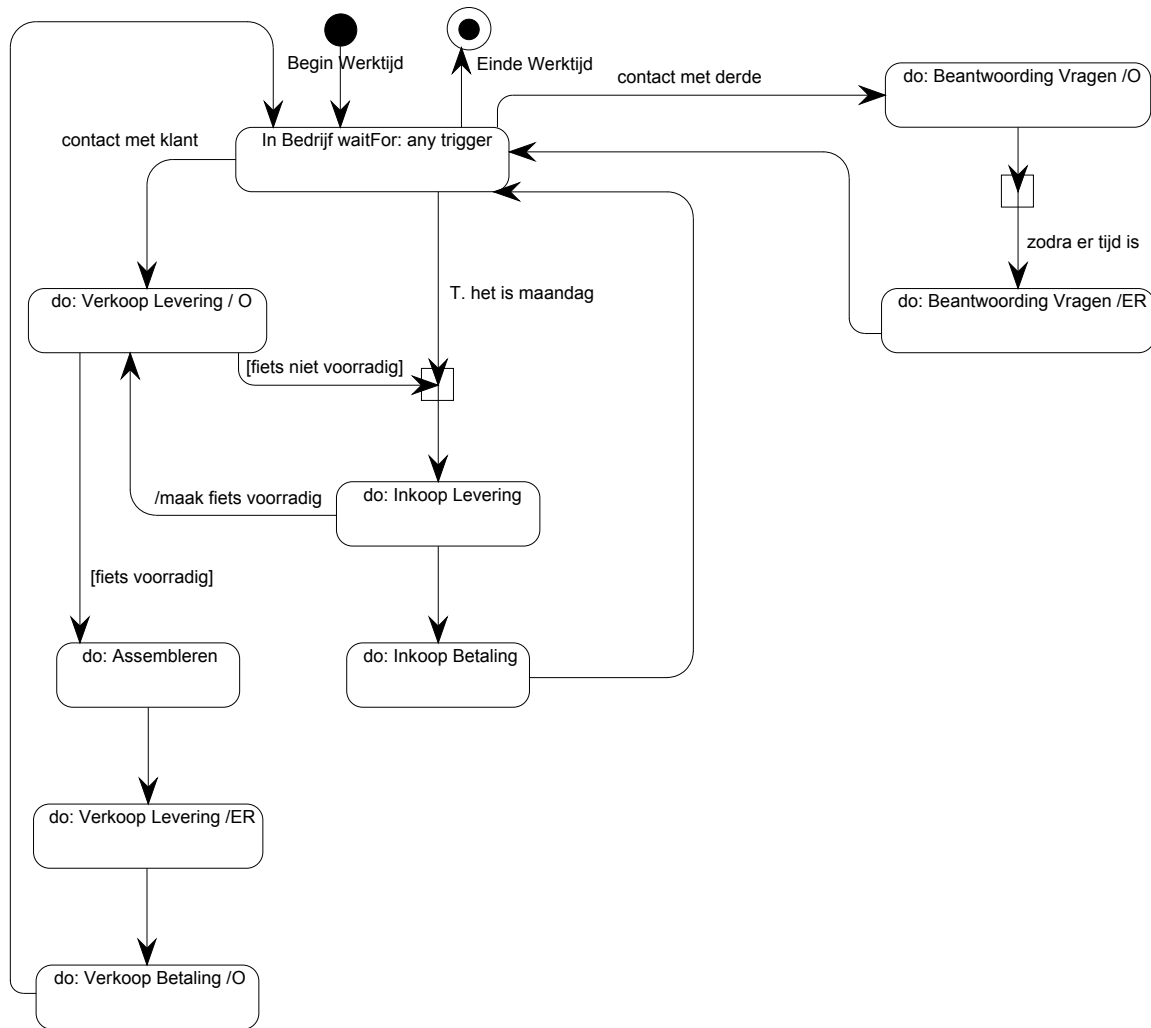 Begin Werktijd
Einde Werktijd
contact met derde
do: Beantwoording Vragen /O
contact met klant
In Bedrijf waitFor: any trigger
zodra er tijd is
do: Verkoop Levering / O
T. het is maandag
do: Beantwoording Vragen /ER
[fiets niet voorradig]
/maak fiets voorradig
do: Inkoop Levering
[fiets voorradig]
do: Assembleren
do: Inkoop Betaling
do: Verkoop Levering /ER
do: Verkoop Betaling /O